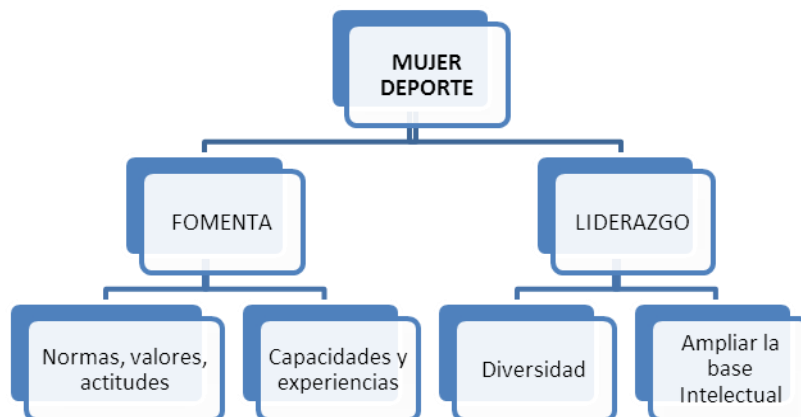 MUJER
DEPORTE
FOMENTA
LIDERAZGO
Normas, valores,
actitudes
Capacidades y
experiencias
Diversidad
Ampliar la
base
Intelectual